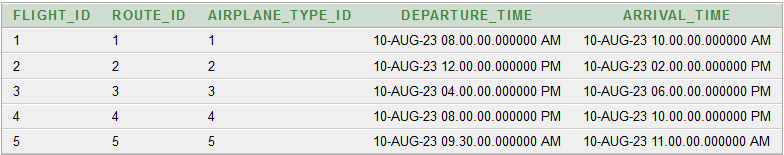 FLIGHT_ID ROUTE_ID AIRPLANE_TYPE_ID DEPARTURE_TIME ARRIVAL_TIME
1 1 1 10-AUG-23 08.00.00.000000 AM 10-AUG-23 10.00.00.000000 AM
2 2 2 10-AUG-23 12.00.00.000000 PM 10-AUG-23 02.00.00.000000 PM
3 3 3 10-AUG-23 04.00.00.000000 PM 10-AUG-23 06.00.00.000000 PM
4 4 4 10-AUG-23 08.00.00.000000 PM 10-AUG-23 10.00.00.000000 PM
5 5 5 10-AUG-23 09.30.00.000000 AM 10-AUG-23 11.00.00.000000 AM